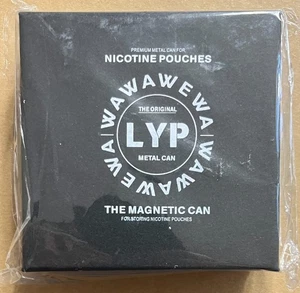 PREMIUM METAL CAN FOR
NICOTINE POUCHES
WAWAWEWA
THE ORIGINAL
LYP
METAL CAN
WAWAWEWA
THE MAGNETIC CAN
FOR STORING NICOTINE POUCHES